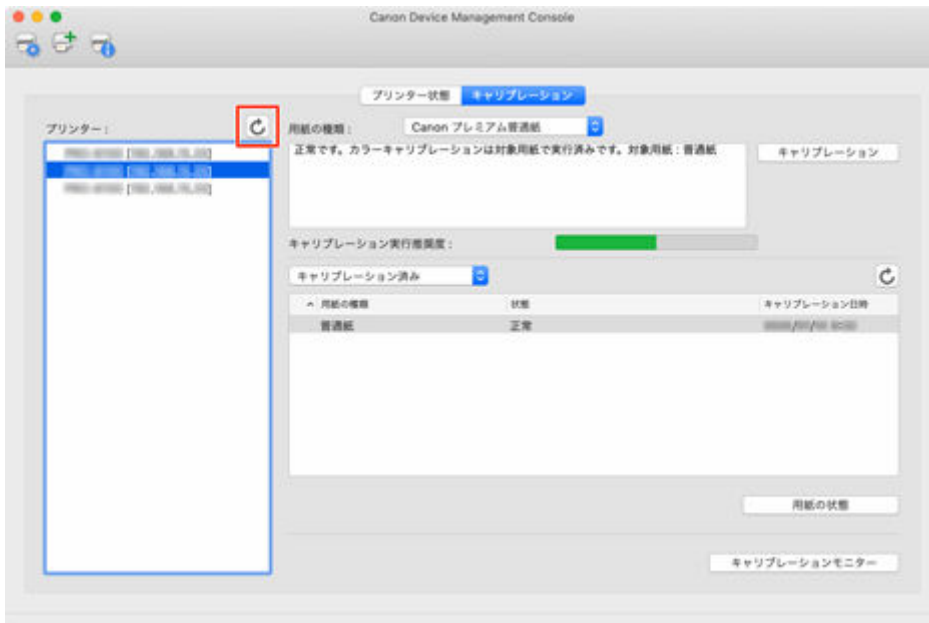 Canon Device Management Console
プリンター状態 キャリブレーション
プリンター：
用紙の種類： Canon プレミアム普通紙
正常です。カラーキャリブレーションは対象用紙で実行済みです。対象用紙：普通紙
キャリブレーション
キャリブレーション実行推奨度：
キャリブレーション済み
用紙の種類 状態 キャリブレーション日時
普通紙 正常
用紙の状態
キャリブレーションモニター